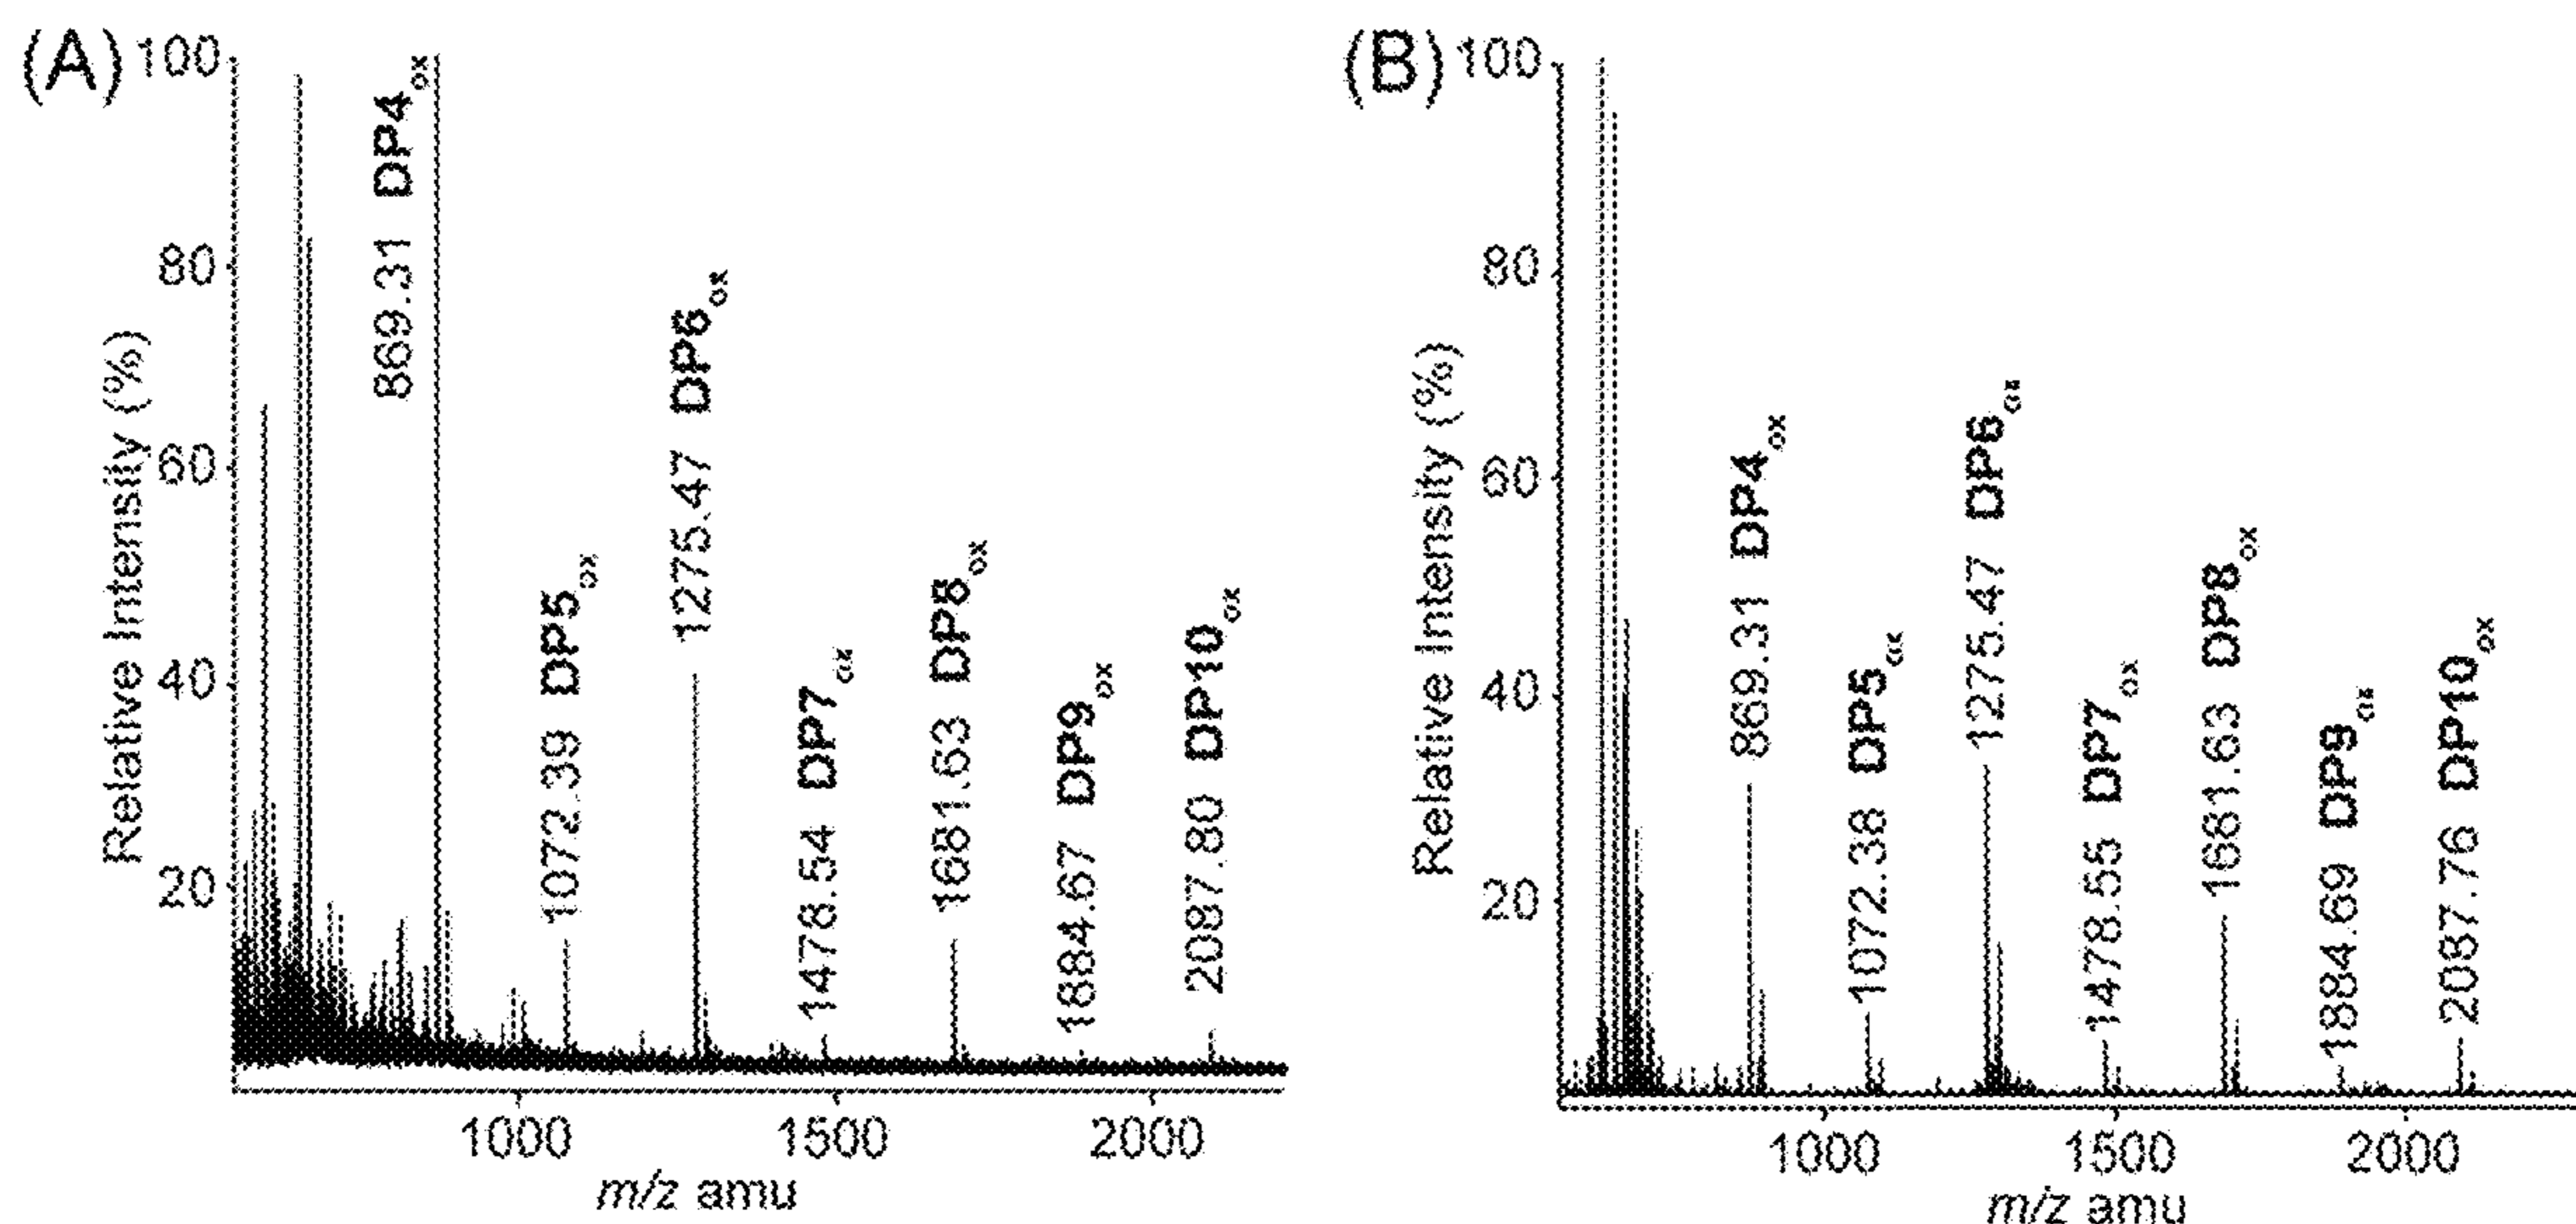 (A)
100
80
60
40
20
Relative Intensity (%)
869.31 DP4ox
1072.39 DP5ox
1275.47 DP6ox
1478.54 DP7ox
1681.63 DP8ox
1884.67 DP9ox
2087.80 DP10ox
1000 1500 2000
m/z amu
(B)
100
80
60
40
20
Relative Intensity (%)
869.31 DP4ox
1072.38 DP5ox
1275.47 DP6ox
1478.55 DP7ox
1681.63 DP8ox
1884.69 DP9ox
2087.76 DP10ox
1000 1500 2000
m/z amu